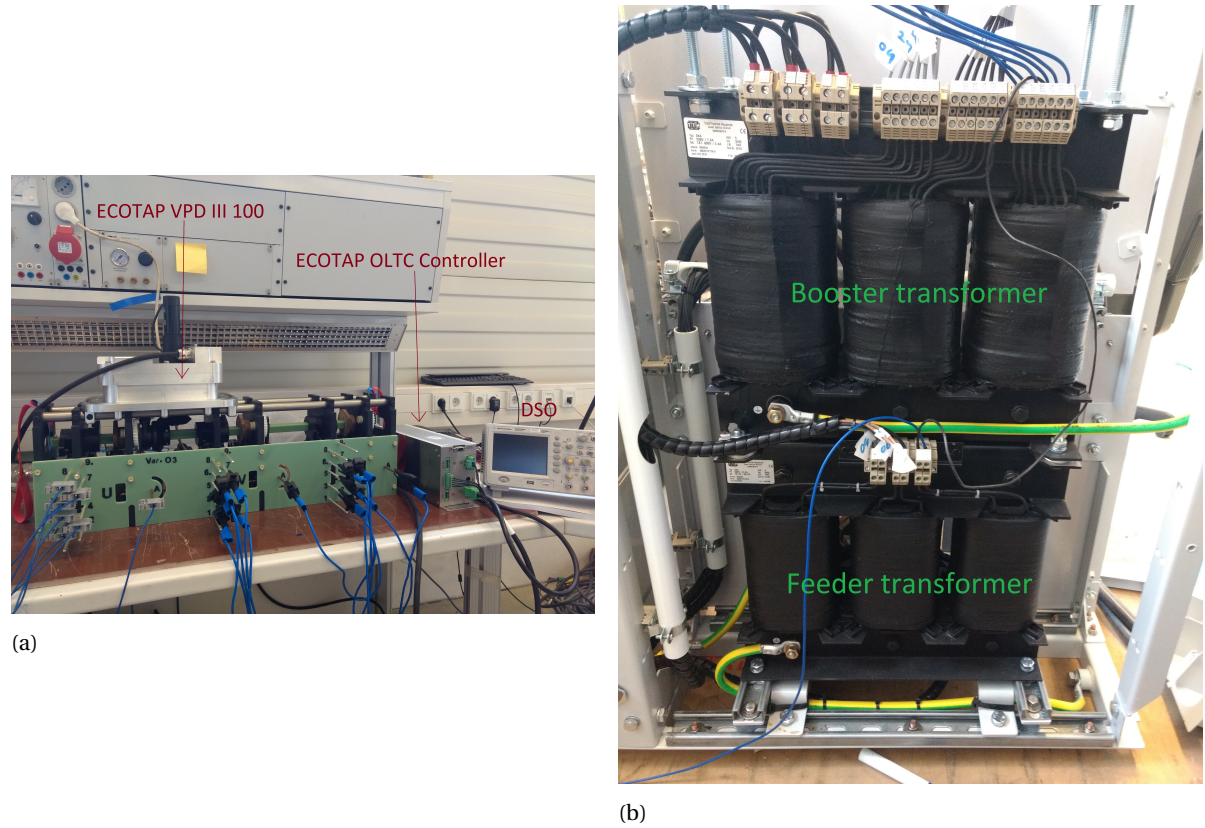 ECOTAP VPD III 100
ECOTAP OLTC Controller
DSO
Var. 03
U
V
(a)
Booster transformer
Feeder transformer
(b)